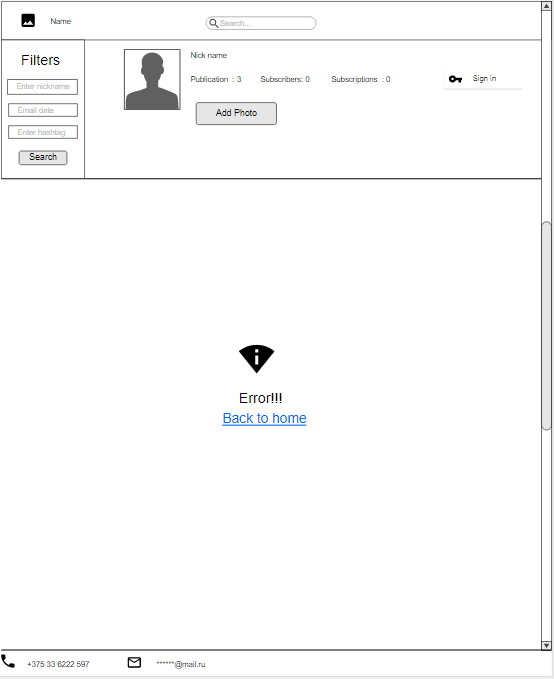 Name
Search...
Filters
Enter nickname
Email date
Enter hashtag
Search
Nick name
Publication : 3 Subscribers: 0 Subscriptions : 0
Sign in
Add Photo
Error!!!
Back to home
+375 33 6222 597
******@mail.ru